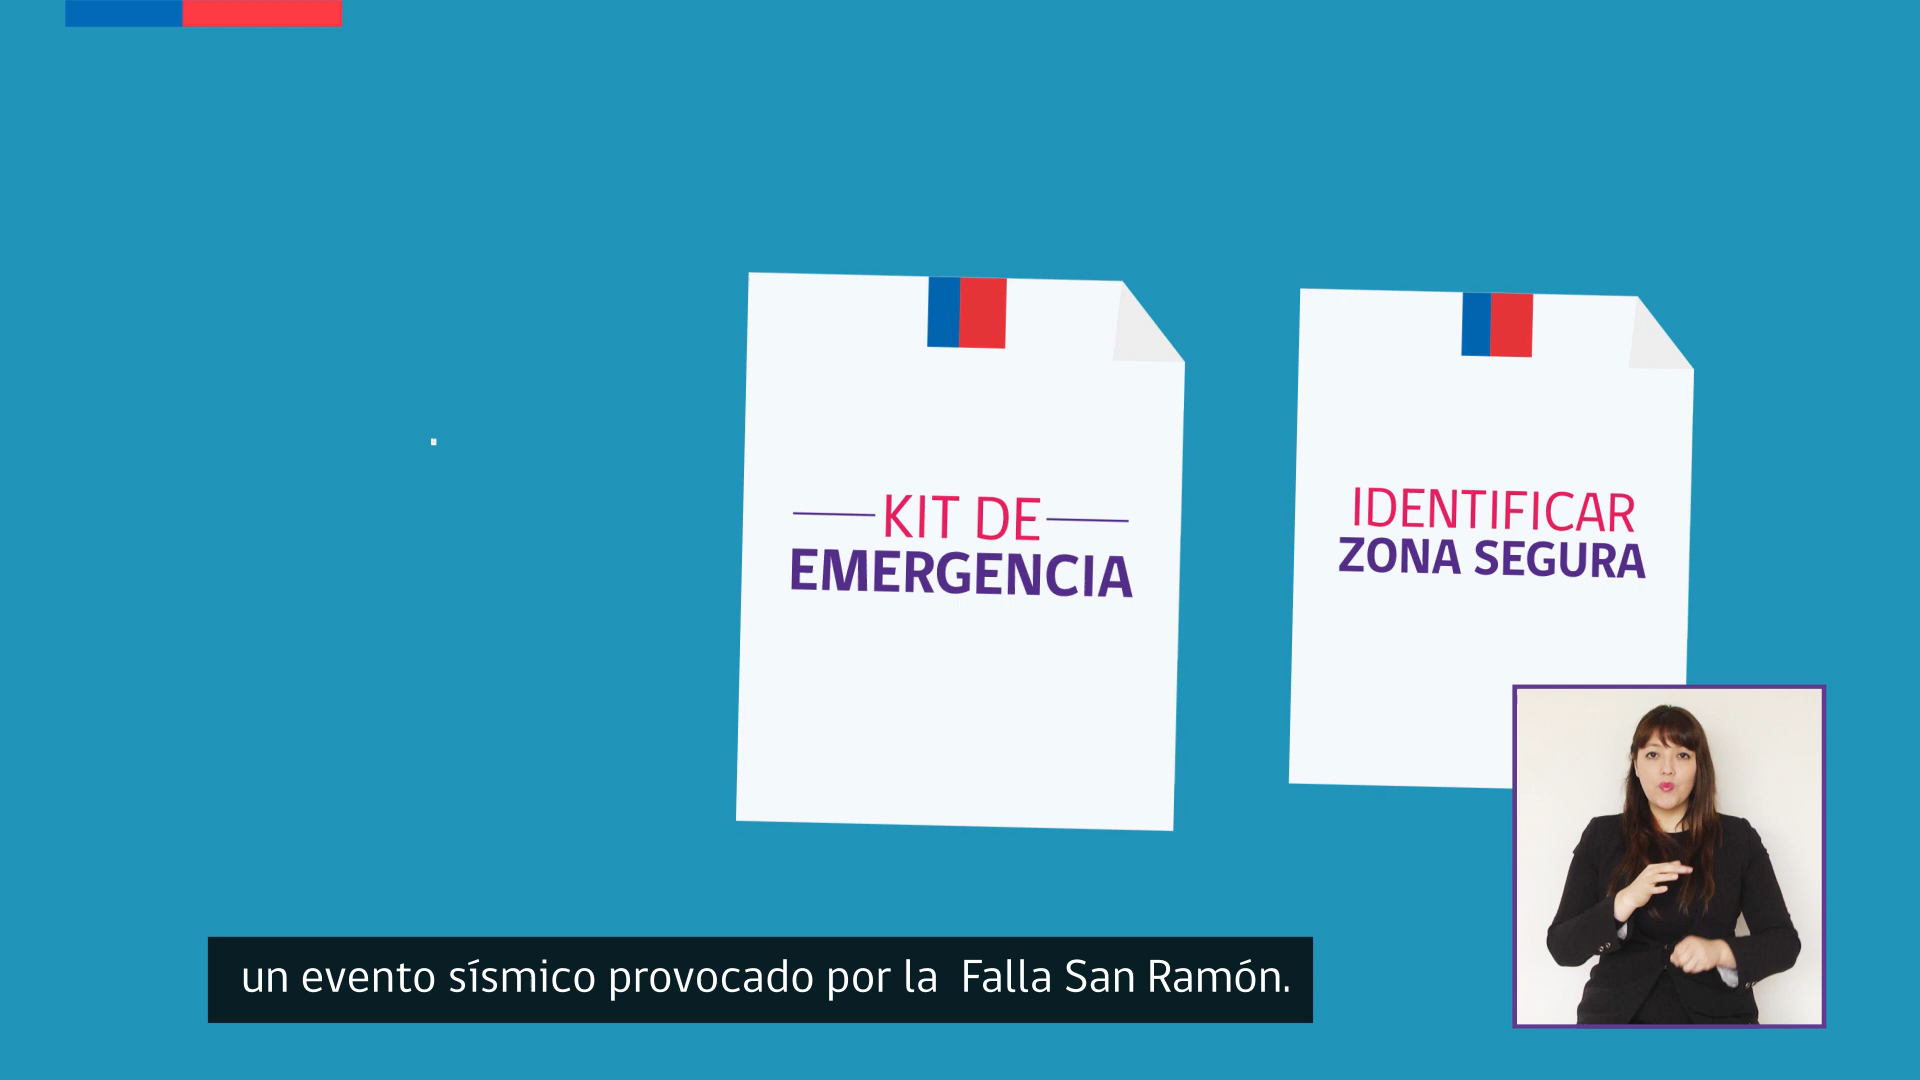 KIT DE
EMERGENCIA
IDENTIFICAR
ZONA SEGURA
un evento sísmico provocado por la  Falla San Ramón.